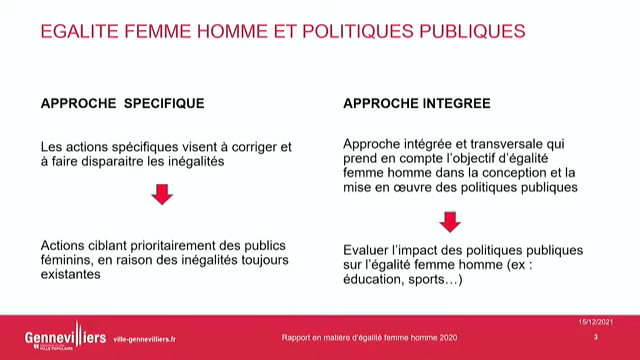 EGALITE FEMME HOMME ET POLITIQUES PUBLIQUES
APPROCHE SPECIFIQUE
Les actions spécifiques visent à corriger et
à faire disparaitre les inégalités
Actions ciblant prioritairement des publics
féminins, en raison des inégalités toujours
existantes
APPROCHE INTEGREE
Approche intégrée et transversale qui
prend en compte l’objectif d’égalité
femme homme dans la conception et la
mise en œuvre des politiques publiques
Evaluer l’impact des politiques publiques
sur l’égalité femme homme (ex :
éducation, sports…)
15/12/2021
Gennevilliers
VILLE POPULAIRE
ville-gennevilliers.fr
Rapport en matière d’égalité femme homme 2020
3